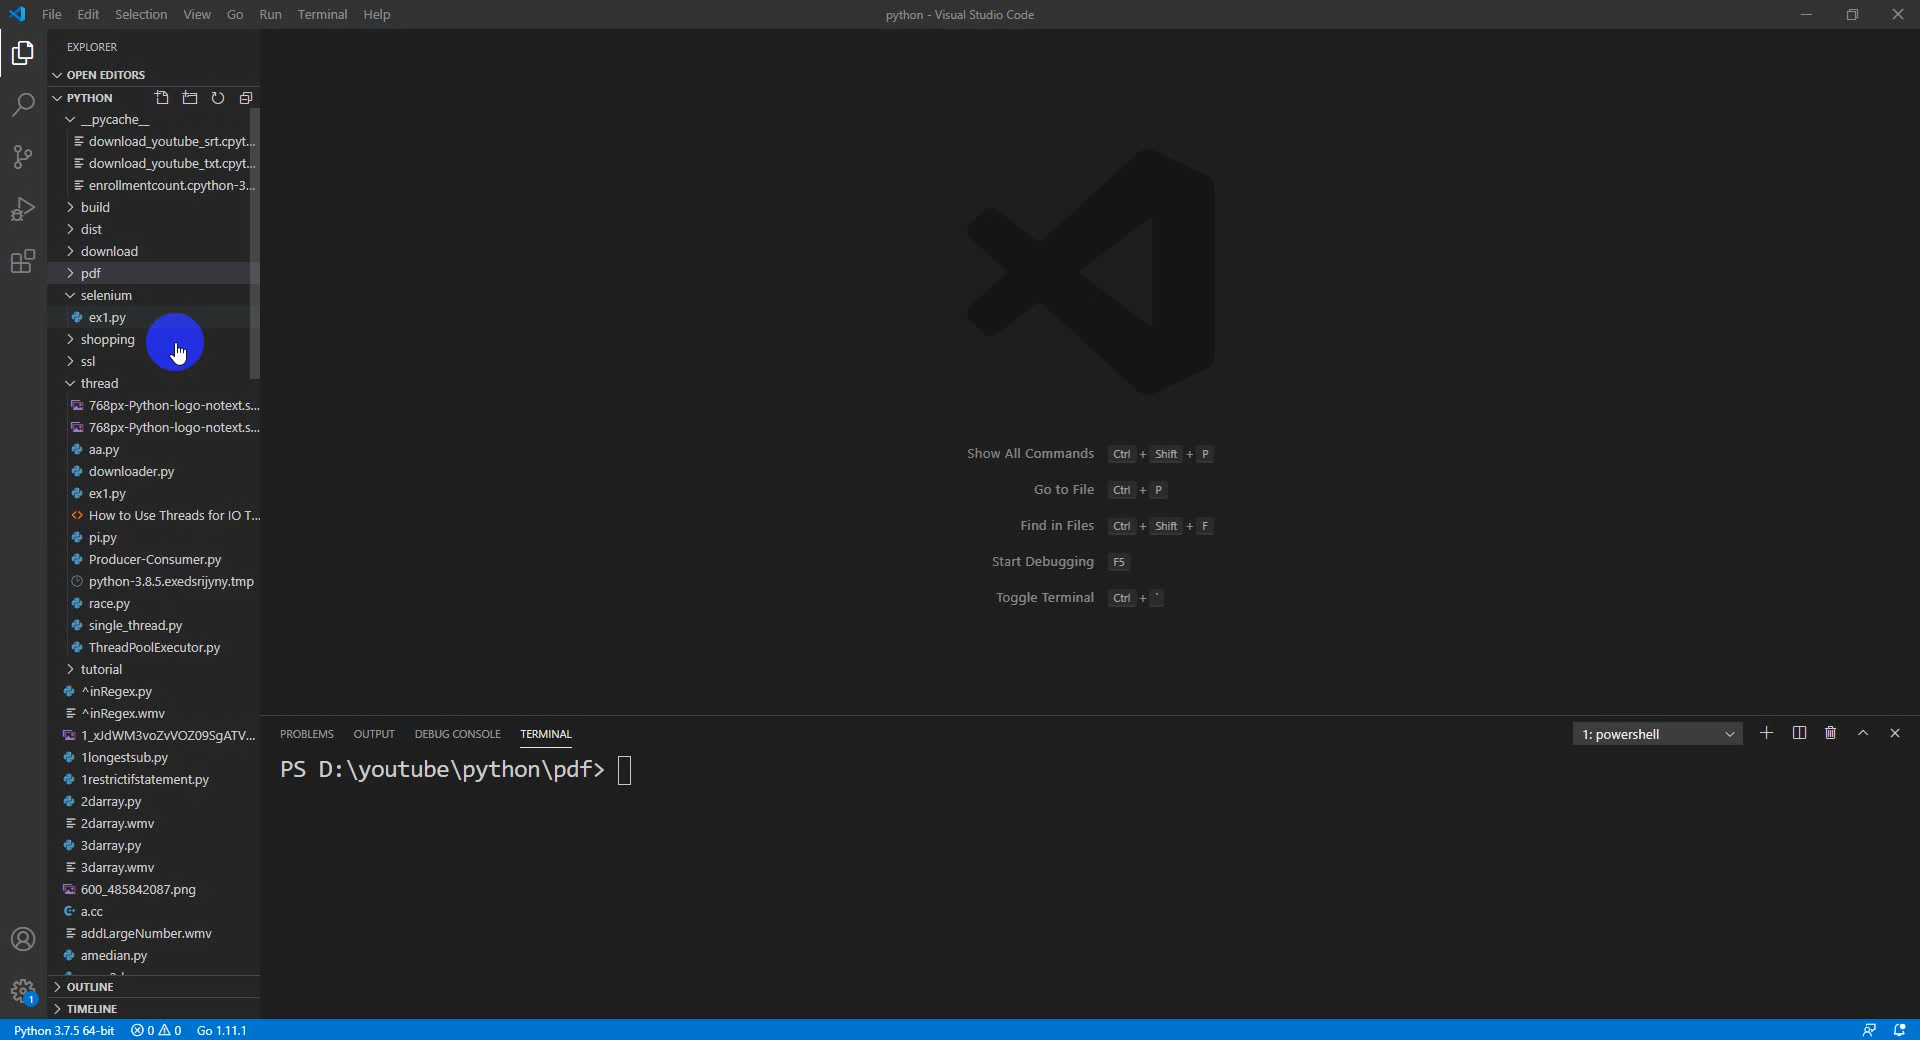 File Edit Selection View Go Run Terminal Help
python - Visual Studio Code
EXPLORER
OPEN EDITORS
PYTHON
__pycache__
download_youtube_srt.cpyt...
download_youtube_txt.cpyt...
enrollmentcount.cpython-3...
build
dist
download
pdf
selenium
ex1.py
shopping
ssl
thread
768px-Python-logo-notext.s...
768px-Python-logo-notext.s...
aa.py
downloader.py
ex1.py
How to Use Threads for IO T...
pi.py
Producer-Consumer.py
python-3.8.5.exedsrijyny.tmp
race.py
single_thread.py
ThreadPoolExecutor.py
tutorial
^inRegex.py
^inRegex.wmv
1_xJdWM3voZvVOZ09SgATV...
1longestsub.py
1restrictifstatement.py
2darray.py
2darray.wmv
3darray.py
3darray.wmv
600_485842087.png
a.cc
addLargeNumber.wmv
amedian.py
OUTLINE
TIMELINE
Show All Commands Ctrl + Shift + P
Go to File Ctrl + P
Find in Files Ctrl + Shift + F
Start Debugging F5
Toggle Terminal Ctrl + `
PROBLEMS OUTPUT DEBUG CONSOLE TERMINAL
1: powershell
PS D:\youtube\python\pdf>
1
Python 3.7.5 64-bit 0 0 Go 1.11.1